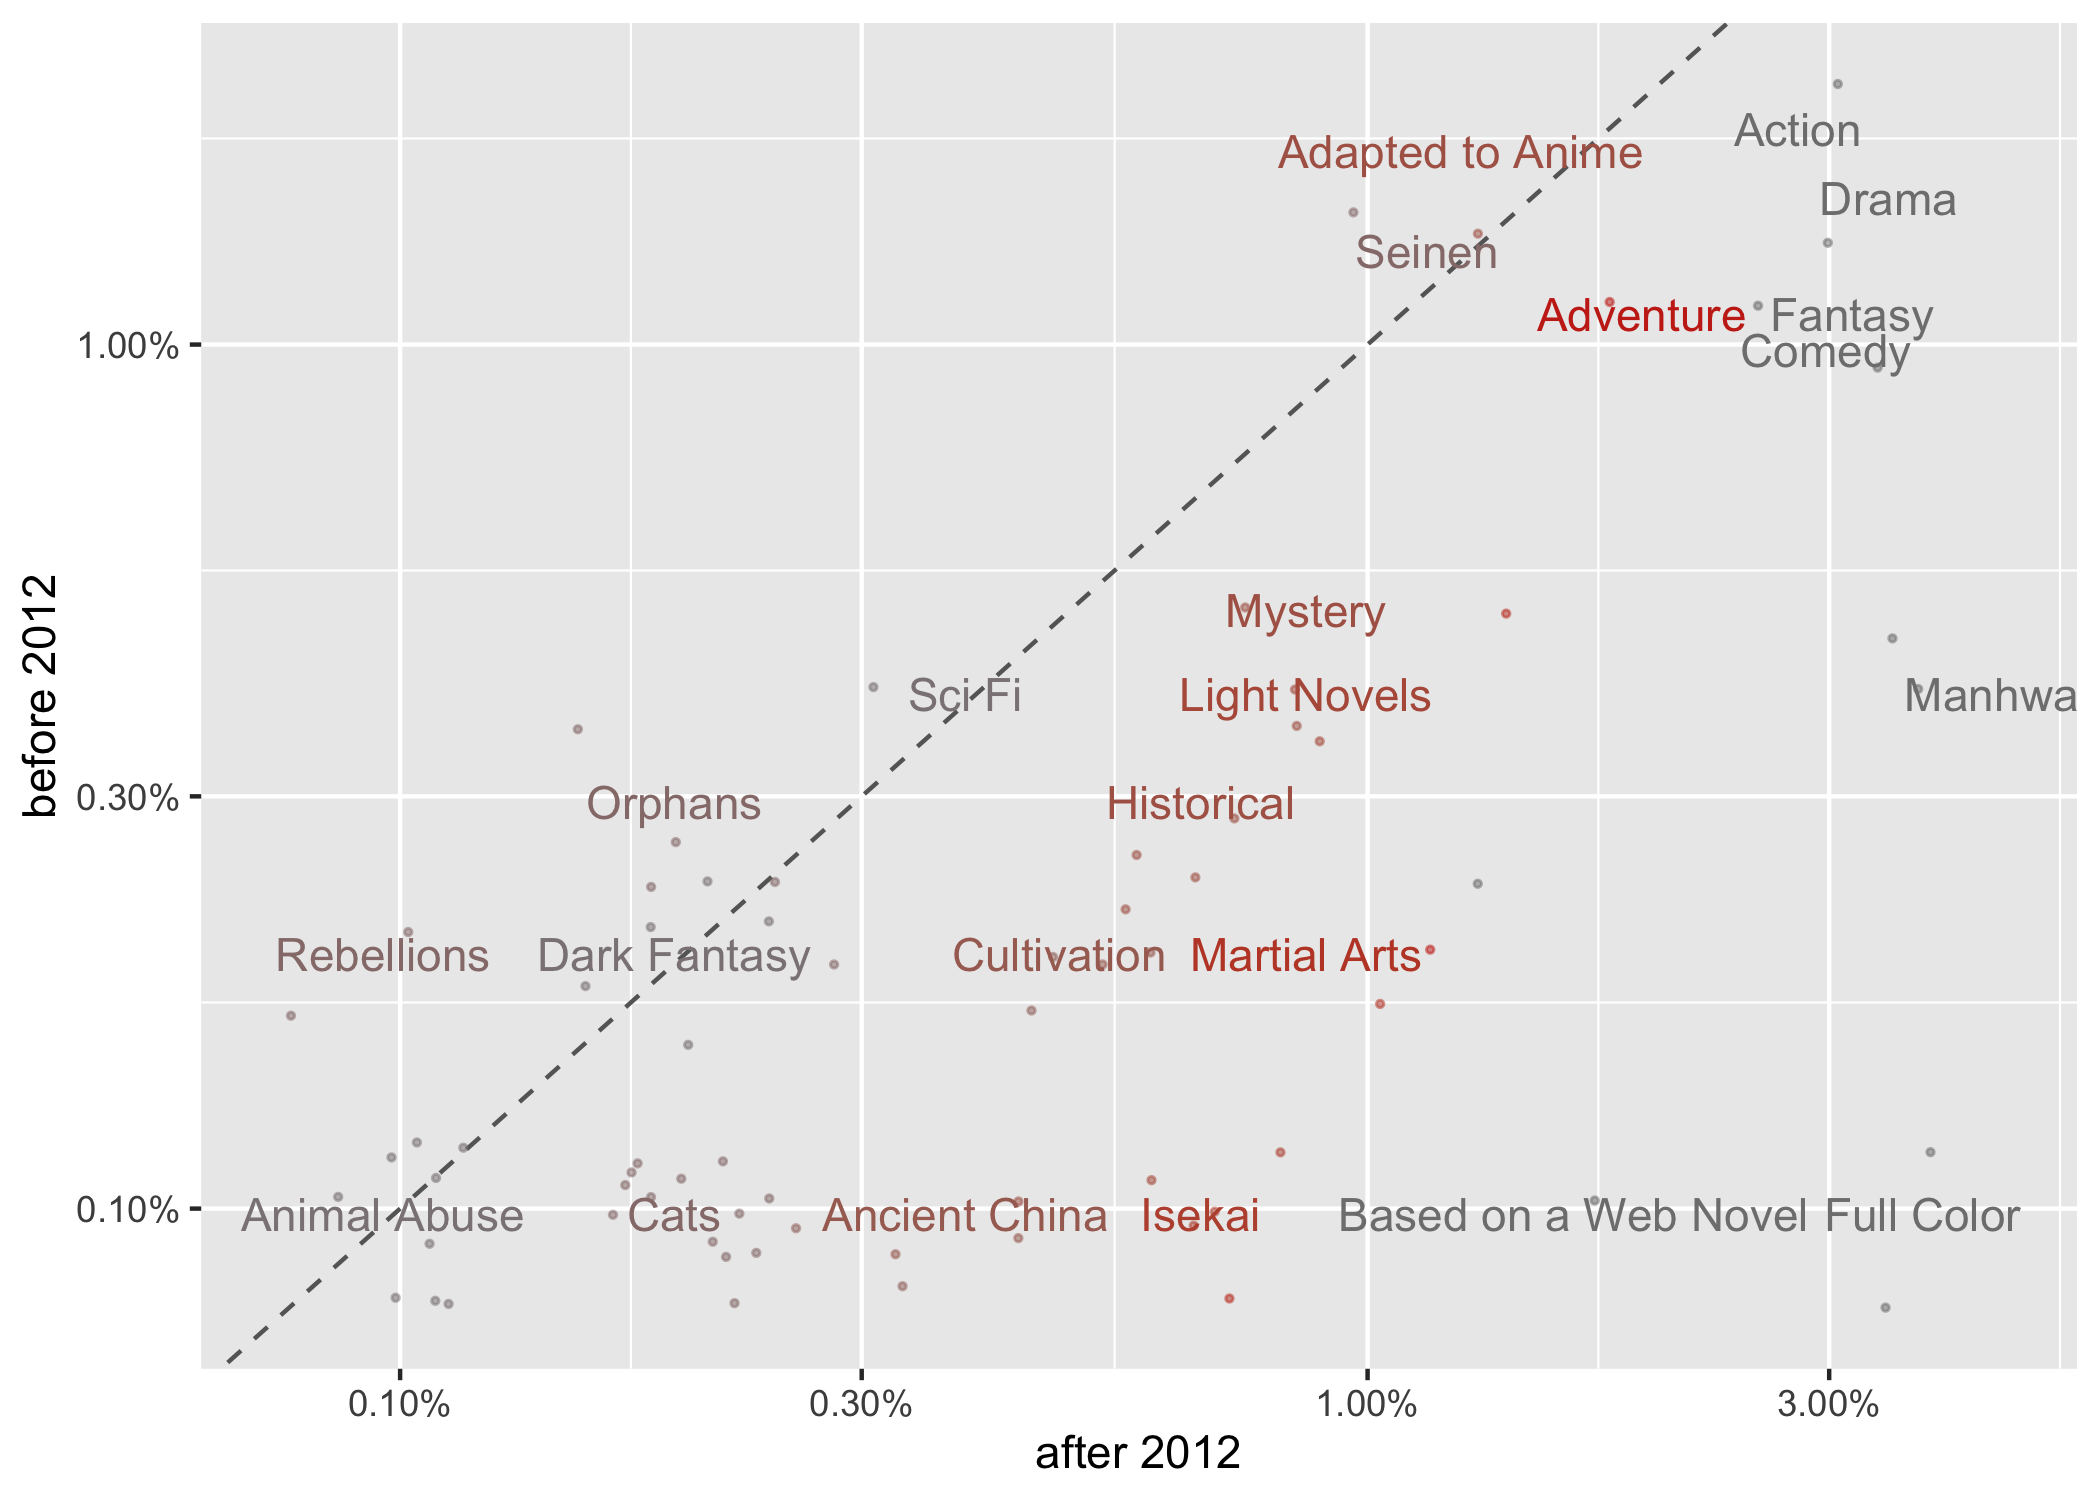 Action
Adapted to Anime
Drama
Seinen
Adventure
Fantasy
1.00%
Comedy
Mystery
Sci Fi
Light Novels
Manhwa
before 2012
0.30%
Orphans
Historical
Rebellions
Dark Fantasy
Cultivation
Martial Arts
0.10%
Animal Abuse
Cats
Ancient China
Isekai
Based on a Web Novel
Full Color
0.10%
0.30%
1.00%
3.00%
after 2012